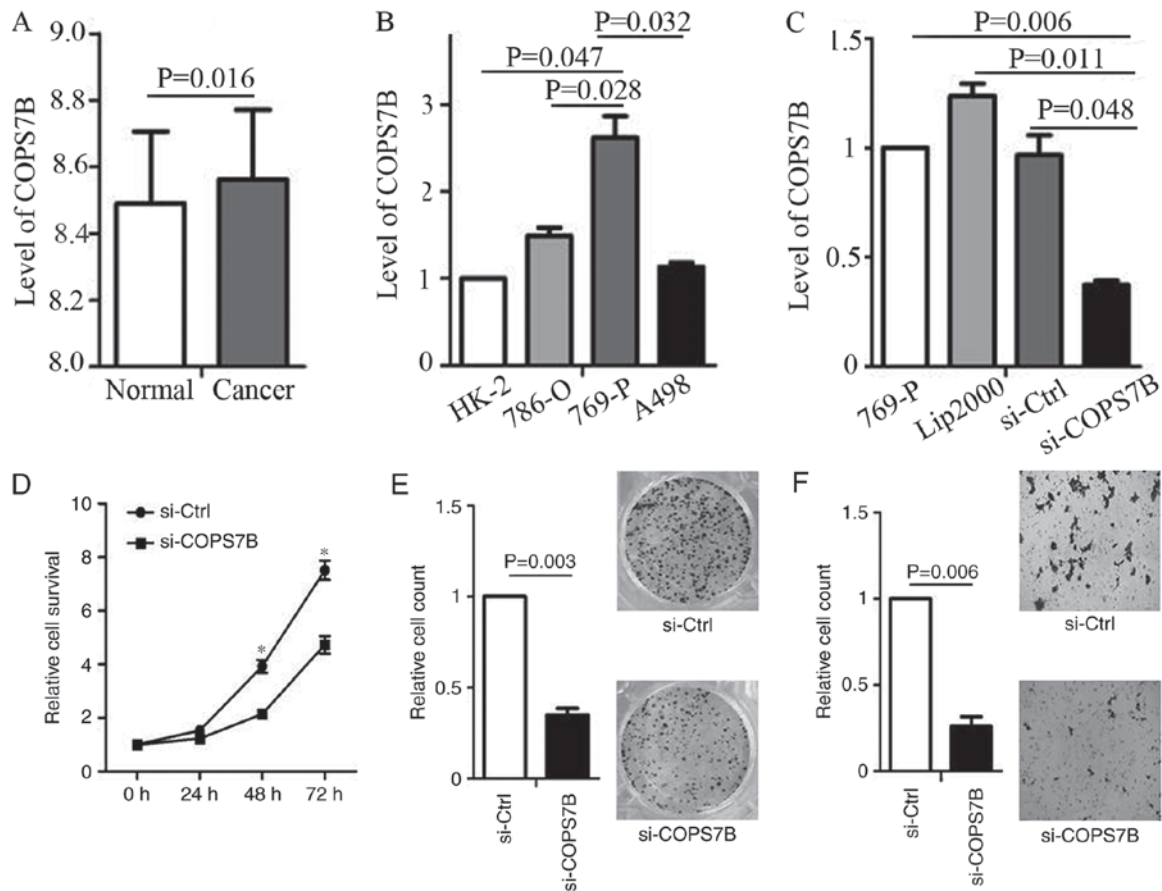 A
Level of COPS7B
9.0
8.8
8.6
8.4
8.2
8.0
P=0.016
Normal
Cancer
B
Level of COPS7B
3
2
1
0
P=0.032
P=0.047
P=0.028
HK-2
786-O
769-P
A498
C
Level of COPS7B
1.5
1
0.5
0
P=0.006
P=0.011
P=0.048
769-P
Lip2000
si-Ctrl
si-COPS7B
D
Relative cell survival
10
8
6
4
2
0
si-Ctrl
si-COPS7B
*
*
0 h
24 h
48 h
72 h
E
Relative cell count
1.5
1
0.5
0
P=0.003
si-Ctrl
si-COPS7B
si-Ctrl
si-COPS7B
F
Relative cell count
1.5
1
0.5
0
P=0.006
si-Ctrl
si-COPS7B
si-Ctrl
si-COPS7B